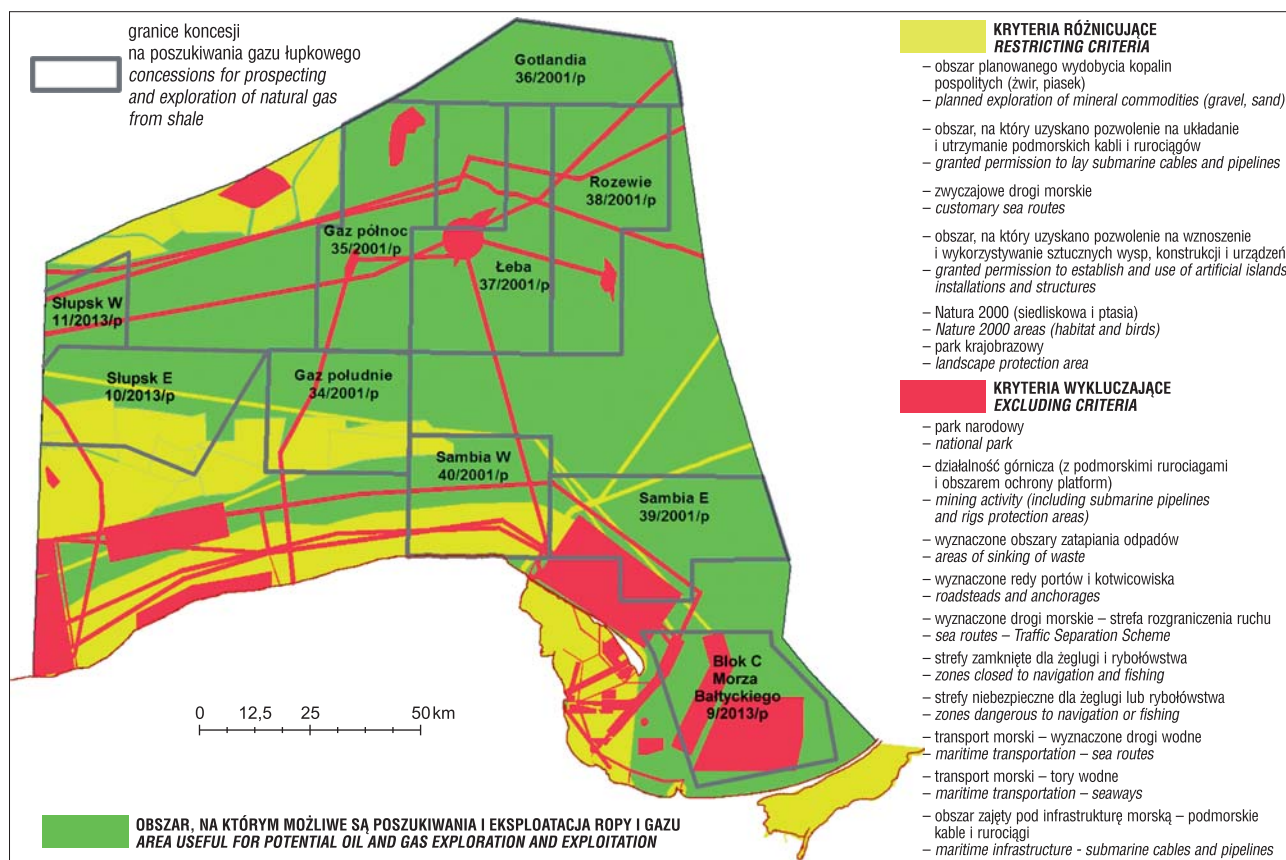 granice koncesji
na poszukiwania gazu łupkowego
concessions for prospecting
and exploration of natural gas
from shale
Gotlandia
36/2001/p
Rozewie
38/2001/p
Gaz północ
35/2001/p
Łeba
37/2001/p
Słupsk W
11/2013/p
Słupsk E
10/2013/p
Gaz południe
34/2001/p
Sambia W
40/2001/p
Sambia E
39/2001/p
Blok C
Morza
Bałtyckiego
9/2013/p
0 12,5 25 50 km
OBSZAR, NA KTÓRYM MOŻLIWE SĄ POSZUKIWANIA I EKSPLOATACJA ROPY I GAZU
AREA USEFUL FOR POTENTIAL OIL AND GAS EXPLORATION AND EXPLOITATION
KRYTERIA RÓŻNICUJĄCE
RESTRICTING CRITERIA
– obszar planowanego wydobycia kopalin
pospolitych (żwir, piasek)
– planned exploration of mineral commodities (gravel, sand)
– obszar, na który uzyskano pozwolenie na układanie
i utrzymanie podmorskich kabli i rurociągów
– granted permission to lay submarine cables and pipelines
– zwyczajowe drogi morskie
– customary sea routes
– obszar, na który uzyskano pozwolenie na wznoszenie
i wykorzystywanie sztucznych wysp, konstrukcji i urządzeń
– granted permission to establish and use of artificial islands
installations and structures
– Natura 2000 (siedliskowa i ptasia)
– Nature 2000 areas (habitat and birds)
– park krajobrazowy
– landscape protection area
KRYTERIA WYKLUCZAJĄCE
EXCLUDING CRITERIA
– park narodowy
– national park
– działalność górnicza (z podmorskimi rurociagami
i obszarem ochrony platform)
– mining activity (including submarine pipelines
and rigs protection areas)
– wyznaczone obszary zatapiania odpadów
– areas of sinking of waste
– wyznaczone redy portów i kotwicowiska
– roadsteads and anchorages
– wyznaczone drogi morskie – strefa rozgraniczenia ruchu
– sea routes – Traffic Separation Scheme
– strefy zamknięte dla żeglugi i rybołówstwa
– zones closed to navigation and fishing
– strefy niebezpieczne dla żeglugi lub rybołówstwa
– zones dangerous to navigation or fishing
– transport morski – wyznaczone drogi wodne
– maritime transportation – sea routes
– transport morski – tory wodne
– maritime transportation – seaways
– obszar zajęty pod infrastrukturę morską – podmorskie
kable i rurociągi
– maritime infrastructure - submarine cables and pipelines